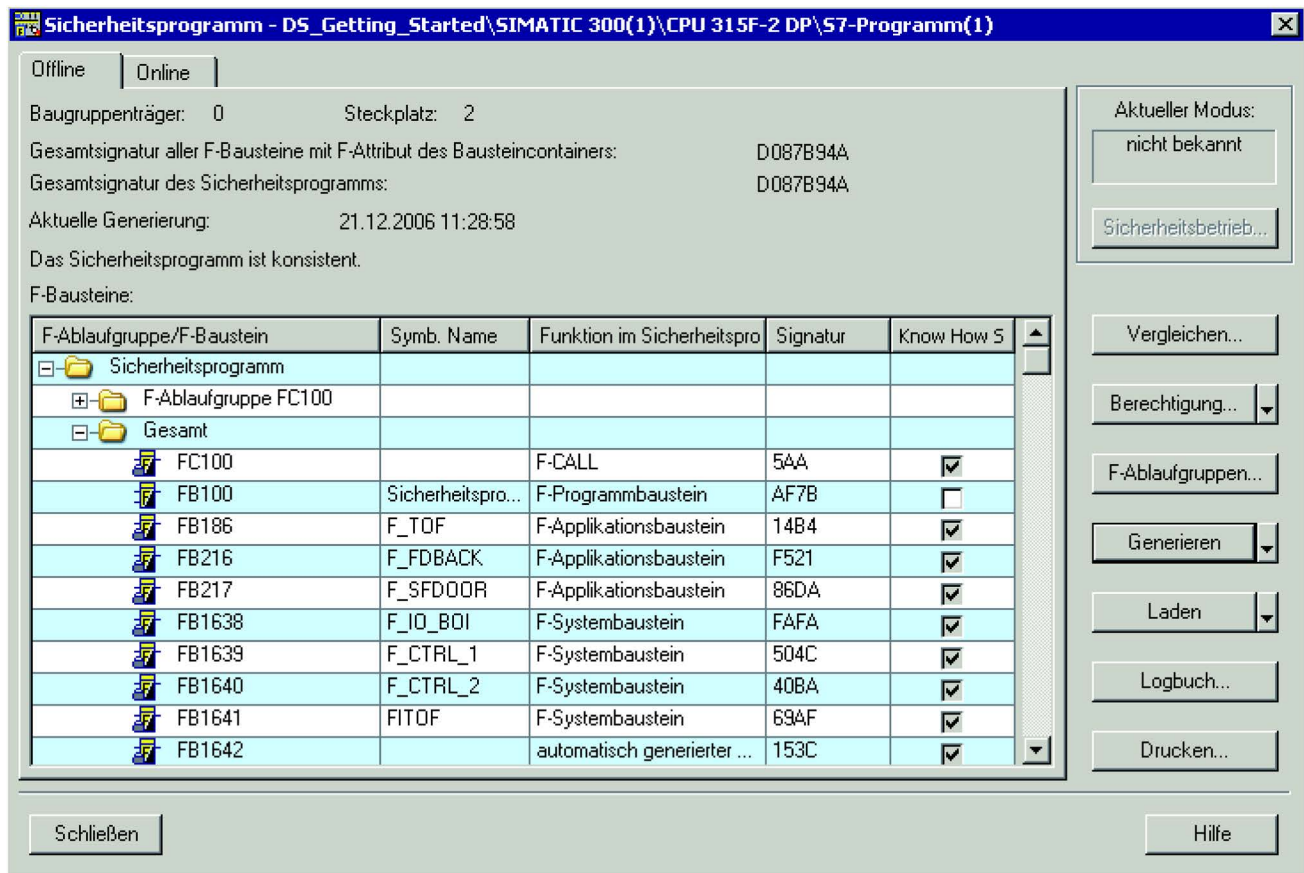 Sicherheitsprogramm - DS_Getting_Started\SIMATIC 300(1)\CPU 315F-2 DP\S7-Programm(1)
Offline Online
Baugruppenträger: 0 Steckplatz: 2
Gesamtsignatur aller F-Bausteine mit F-Attribut des Bausteincontainers: D087B94A
Gesamtsignatur des Sicherheitsprogramms: D087B94A
Aktuelle Generierung: 21.12.2006 11:28:58
Das Sicherheitsprogramm ist konsistent.
F-Bausteine:
F-Ablaufgruppe/F-Baustein Symb. Name Funktion im Sicherheitspro Signatur Know How S
Sicherheitsprogramm
F-Ablaufgruppe FC100
Gesamt
FC100 F-CALL 5AA
FB100 Sicherheitspro... F-Programmbaustein AF7B
FB186 F_TOF F-Applikationsbaustein 14B4
FB216 F_FDBACK F-Applikationsbaustein F521
FB217 F_SFDOOR F-Applikationsbaustein 86DA
FB1638 F_IO_BOI F-Systembaustein FAFA
FB1639 F_CTRL_1 F-Systembaustein 504C
FB1640 F_CTRL_2 F-Systembaustein 40BA
FB1641 FITOF F-Systembaustein 69AF
FB1642 automatisch generierter ... 153C
Aktueller Modus:
nicht bekannt
Sicherheitsbetrieb...
Vergleichen...
Berechtigung...
F-Ablaufgruppen...
Generieren
Laden
Logbuch...
Drucken...
Schließen Hilfe